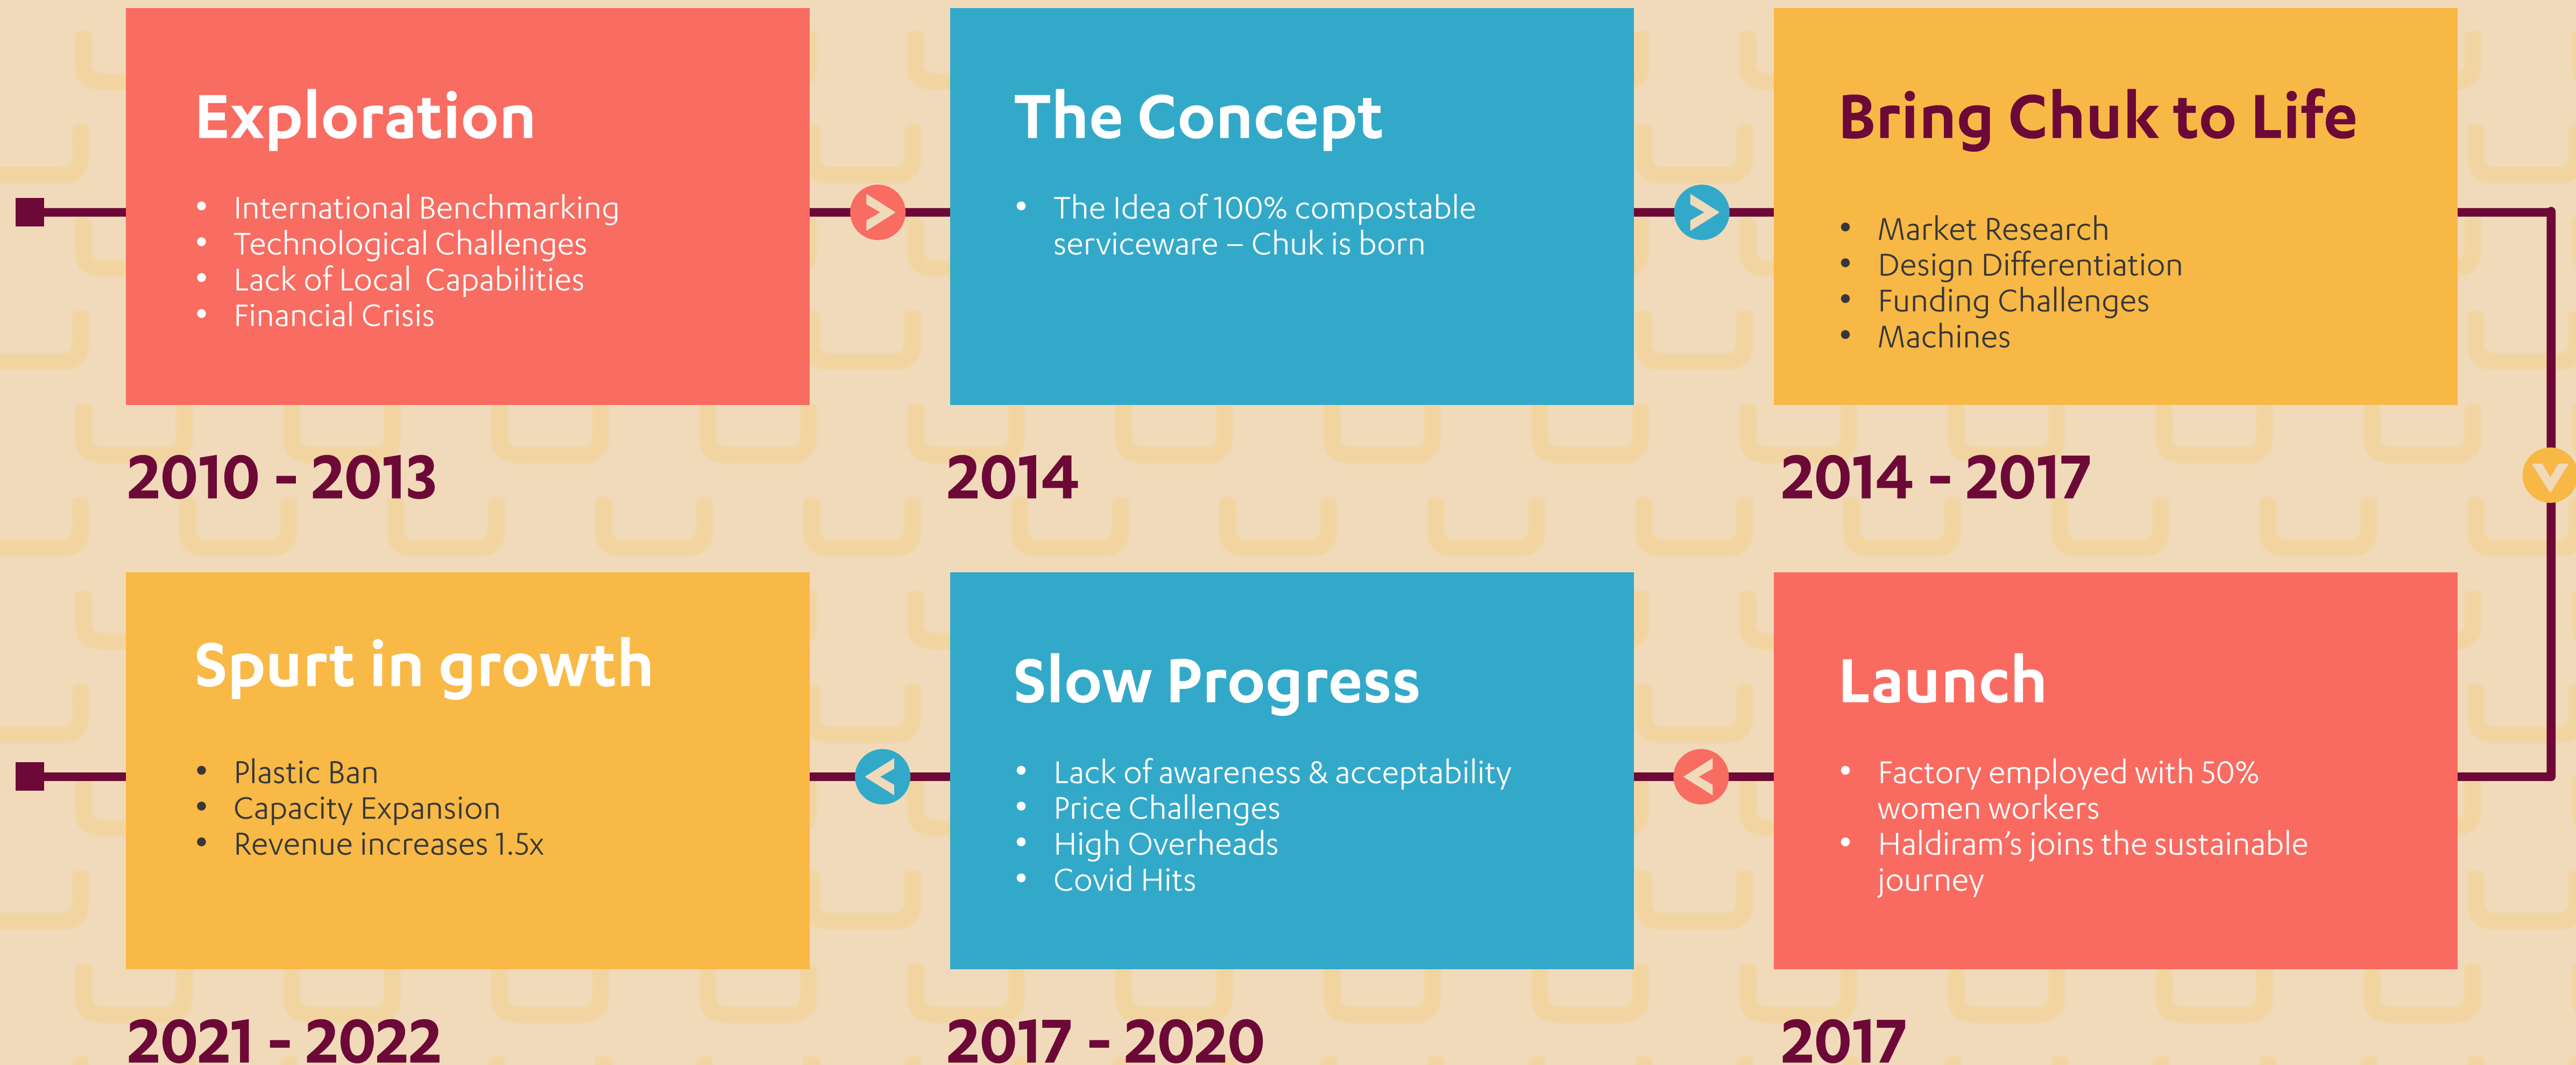 Exploration
• International Benchmarking
• Technological Challenges
• Lack of Local  Capabilities
• Financial Crisis
2010 - 2013
The Concept
• The Idea of 100% compostable
serviceware – Chuk is born
2014
Bring Chuk to Life
• Market Research
• Design Differentiation
• Funding Challenges
• Machines
2014 - 2017
Launch
• Factory employed with 50%
women workers
• Haldiram’s joins the sustainable
journey
2017
Slow Progress
• Lack of awareness & acceptability
• Price Challenges
• High Overheads
• Covid Hits
2017 - 2020
Spurt in growth
• Plastic Ban
• Capacity Expansion
• Revenue increases 1.5x
2021 - 2022